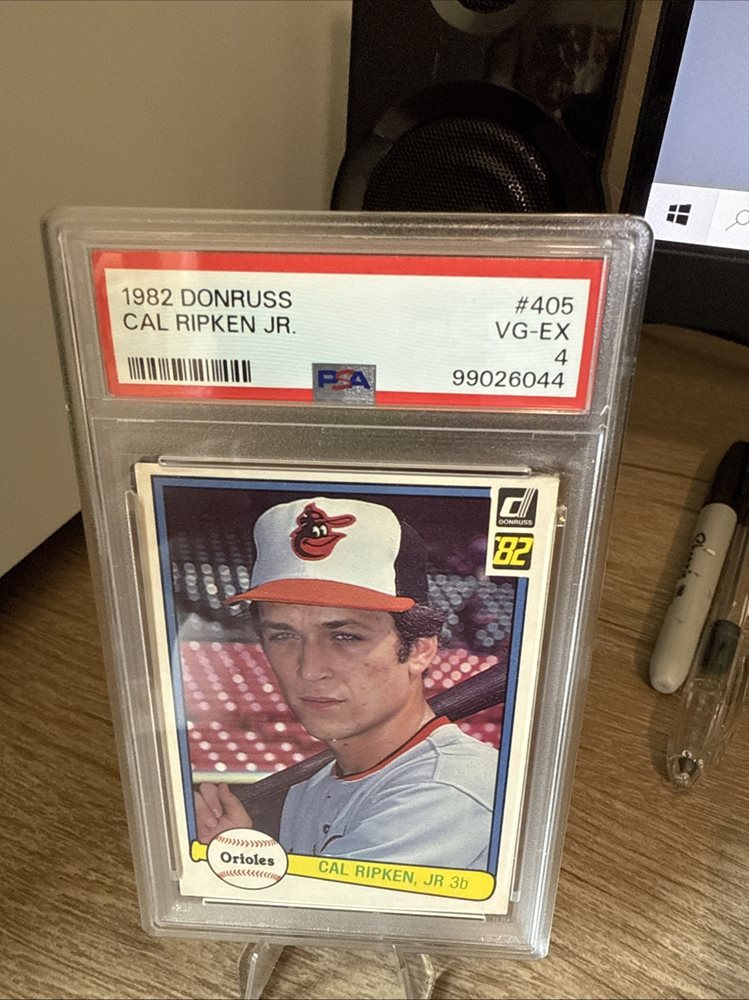 1982 DONRUSS
CAL RIPKEN JR.
#405
VG-EX
4
99026044
PSA
d
DONRUSS
'82
Orioles
CAL RIPKEN, JR 3b